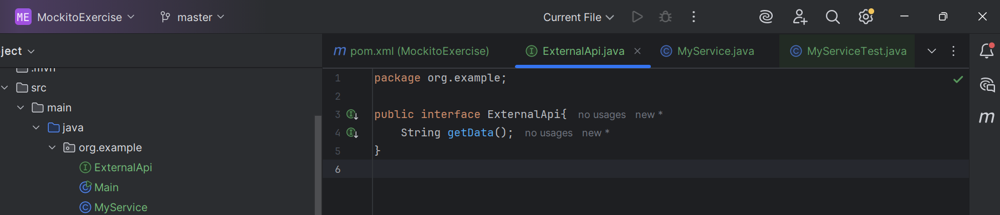 ME MockitoExercise master Current File
ject
pom.xml (MockitoExercise) ExternalApi.java MyService.java MyServiceTest.java
.mvn
src
main
java
org.example
ExternalApi
Main
MyService
1 package org.example;
2
3 public interface ExternalApi{ no usages new *
4 String getData(); no usages new *
5 }
6